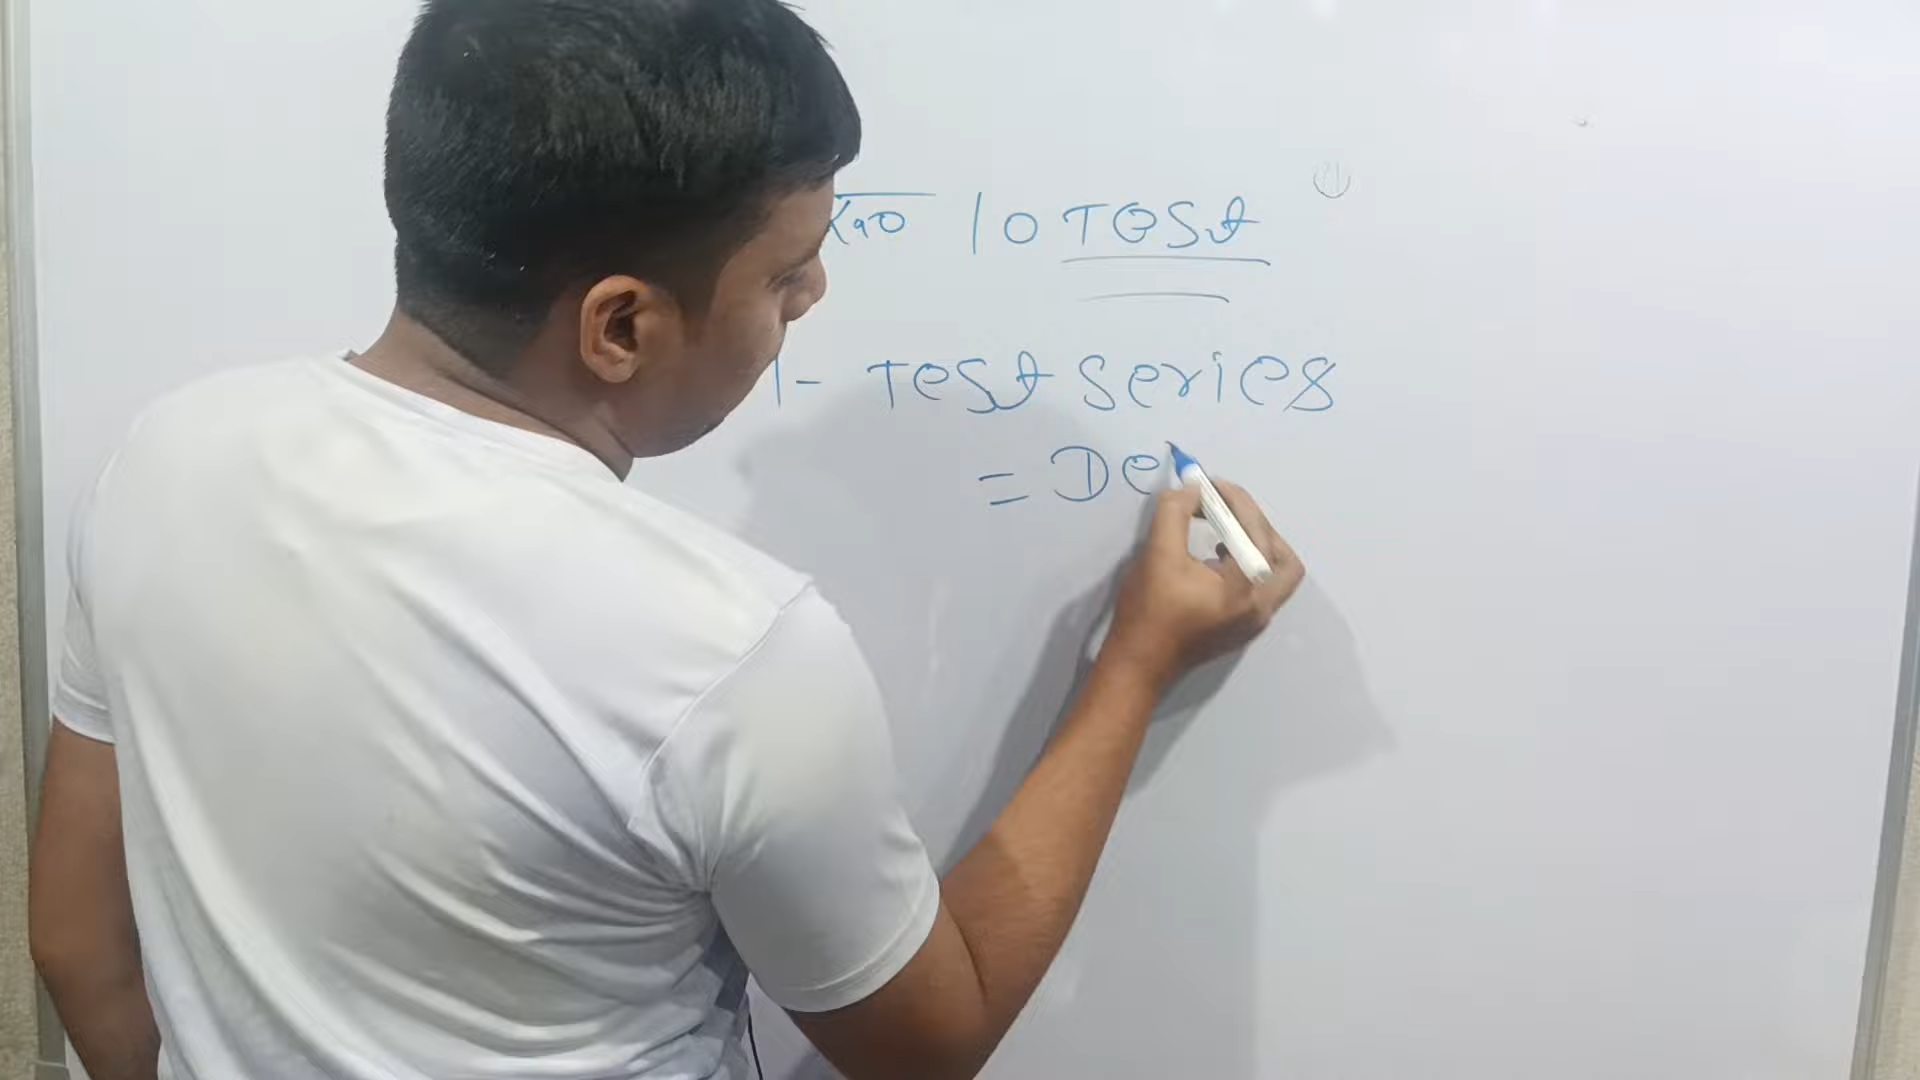 10 TEST
1- Test series
= De